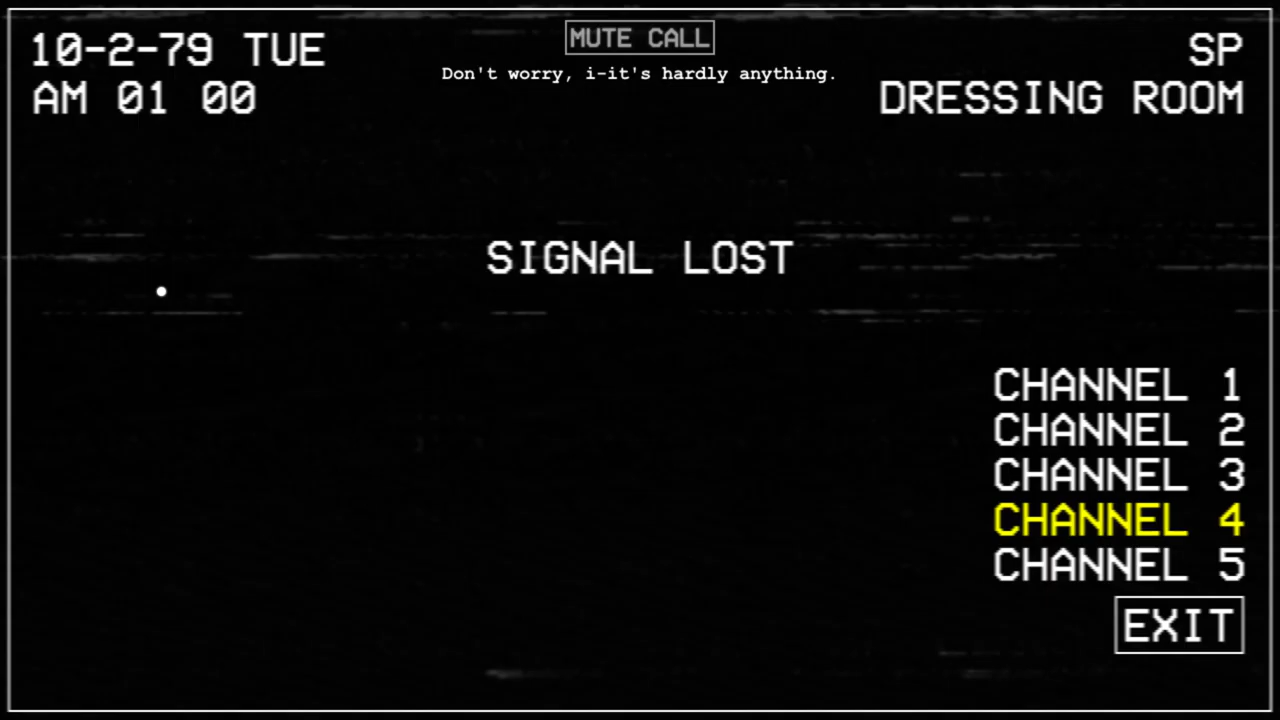 10-2-79 TUE
AM 01 00
MUTE CALL
Don't worry, i-it's hardly anything.
SP
DRESSING ROOM
SIGNAL LOST
CHANNEL 1
CHANNEL 2
CHANNEL 3
CHANNEL 4
CHANNEL 5
EXIT